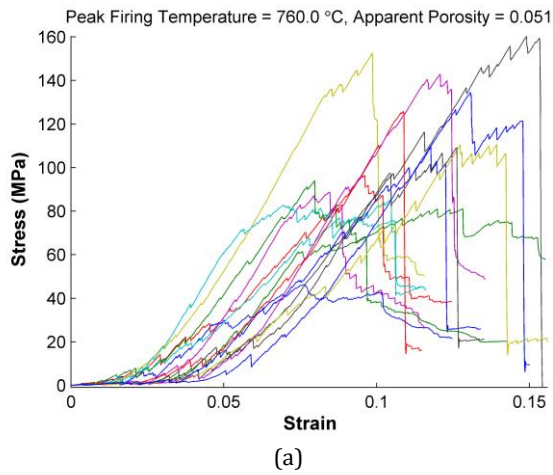 Peak Firing Temperature = 760.0 °C, Apparent Porosity = 0.051
160
140
120
100
80
60
40
20
0
Stress (MPa)
0 0.05 0.1 0.15
Strain
(a)